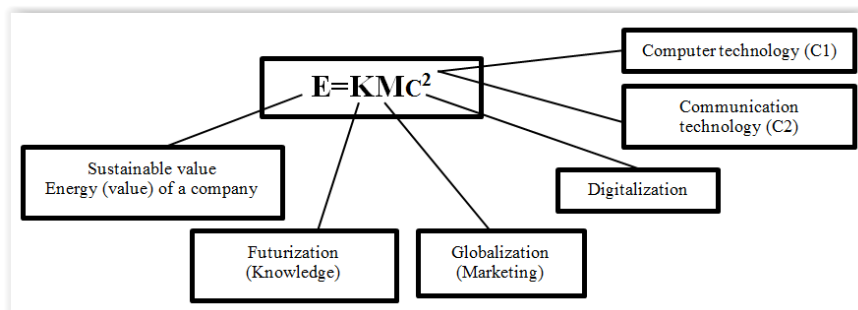 Computer technology (C1)
E=KMC²
Communication
technology (C2)
Sustainable value
Energy (value) of a company
Digitalization
Futurization
(Knowledge)
Globalization
(Marketing)